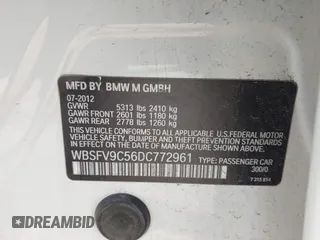 MFD BY BMW M GMBH
07-2012
GVWR 5313 lbs 2410 kg
GAWR FRONT 2601 lbs 1180 kg
GAWR REAR 2778 lbs 1260 kg
THIS VEHICLE CONFORMS TO ALL APPLICABLE
U.S. FEDERAL MOTOR
VEHICLE SAFETY, BUMPER AND THEFT PREVENTION
STANDARDS IN EFFECT ON THE DATE OF
MANUFACTURE SHOWN ABOVE.
WBSFV9C56DC772961
TYPE: PASSENGER CAR
300/0
DREAMBID